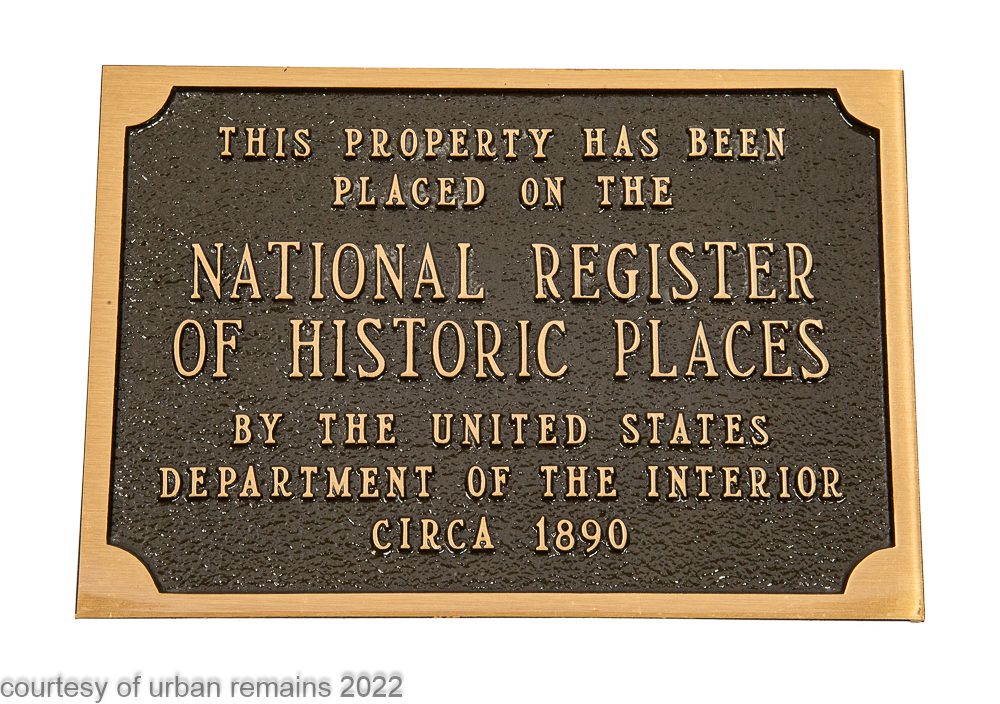 THIS PROPERTY HAS BEEN
PLACED ON THE
NATIONAL REGISTER
OF HISTORIC PLACES
BY THE UNITED STATES
DEPARTMENT OF THE INTERIOR
CIRCA 1890
courtesy of urban remains 2022